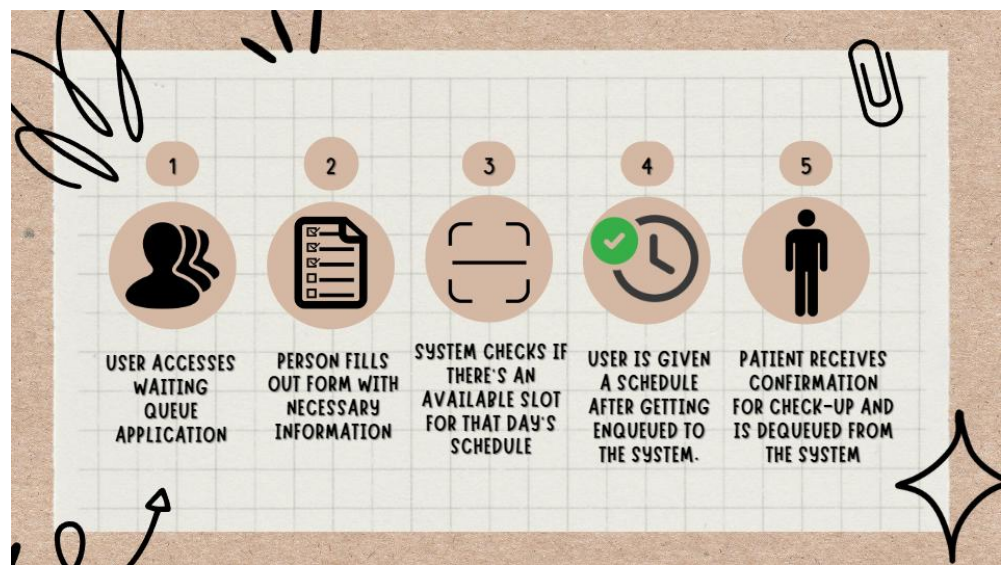 1
2
3
4
5
USER ACCESSES
WAITING
QUEUE
APPLICATION
PERSON FILLS
OUT FORM WITH
NECESSARY
INFORMATION
SYSTEM CHECKS IF
THERE'S AN
AVAILABLE SLOT
FOR THAT DAY'S
SCHEDULE
USER IS GIVEN
A SCHEDULE
AFTER GETTING
ENQUEUED TO
THE SYSTEM.
PATIENT RECEIVES
CONFIRMATION
FOR CHECK-UP AND
IS DEQUEUED FROM
THE SYSTEM